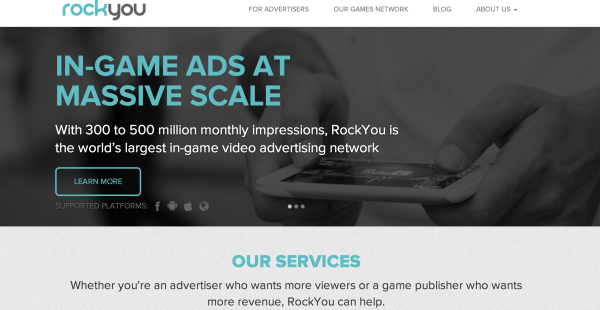 rockyou
FOR ADVERTISERS
OUR GAMES NETWORK
BLOG
ABOUT US
IN-GAME ADS AT
MASSIVE SCALE
With 300 to 500 million monthly impressions, RockYou is
the world's largest in-game video advertising network
LEARN MORE
SUPPORTED PLATFORMS:
OUR SERVICES
Whether you're an advertiser who wants more viewers or a game publisher who wants
more revenue, RockYou can help.